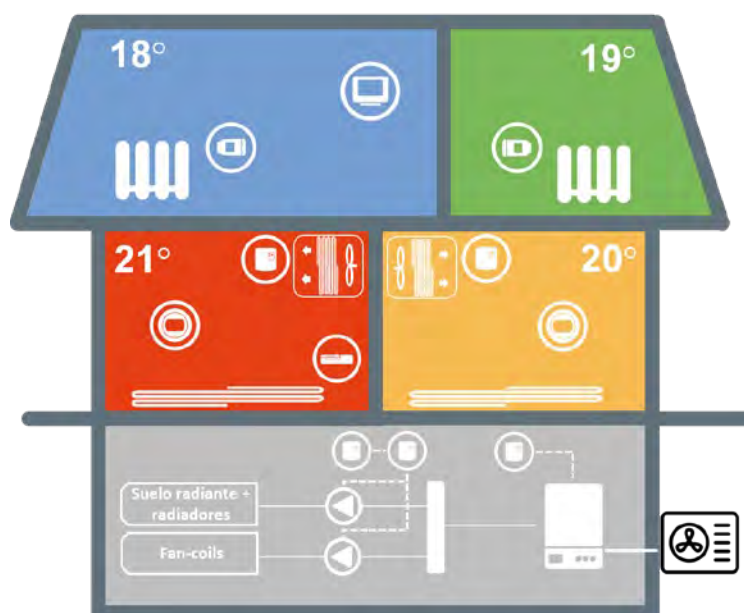 18°
19°
21°
20°
Suelo radiante +
radiadores
Fan-coils